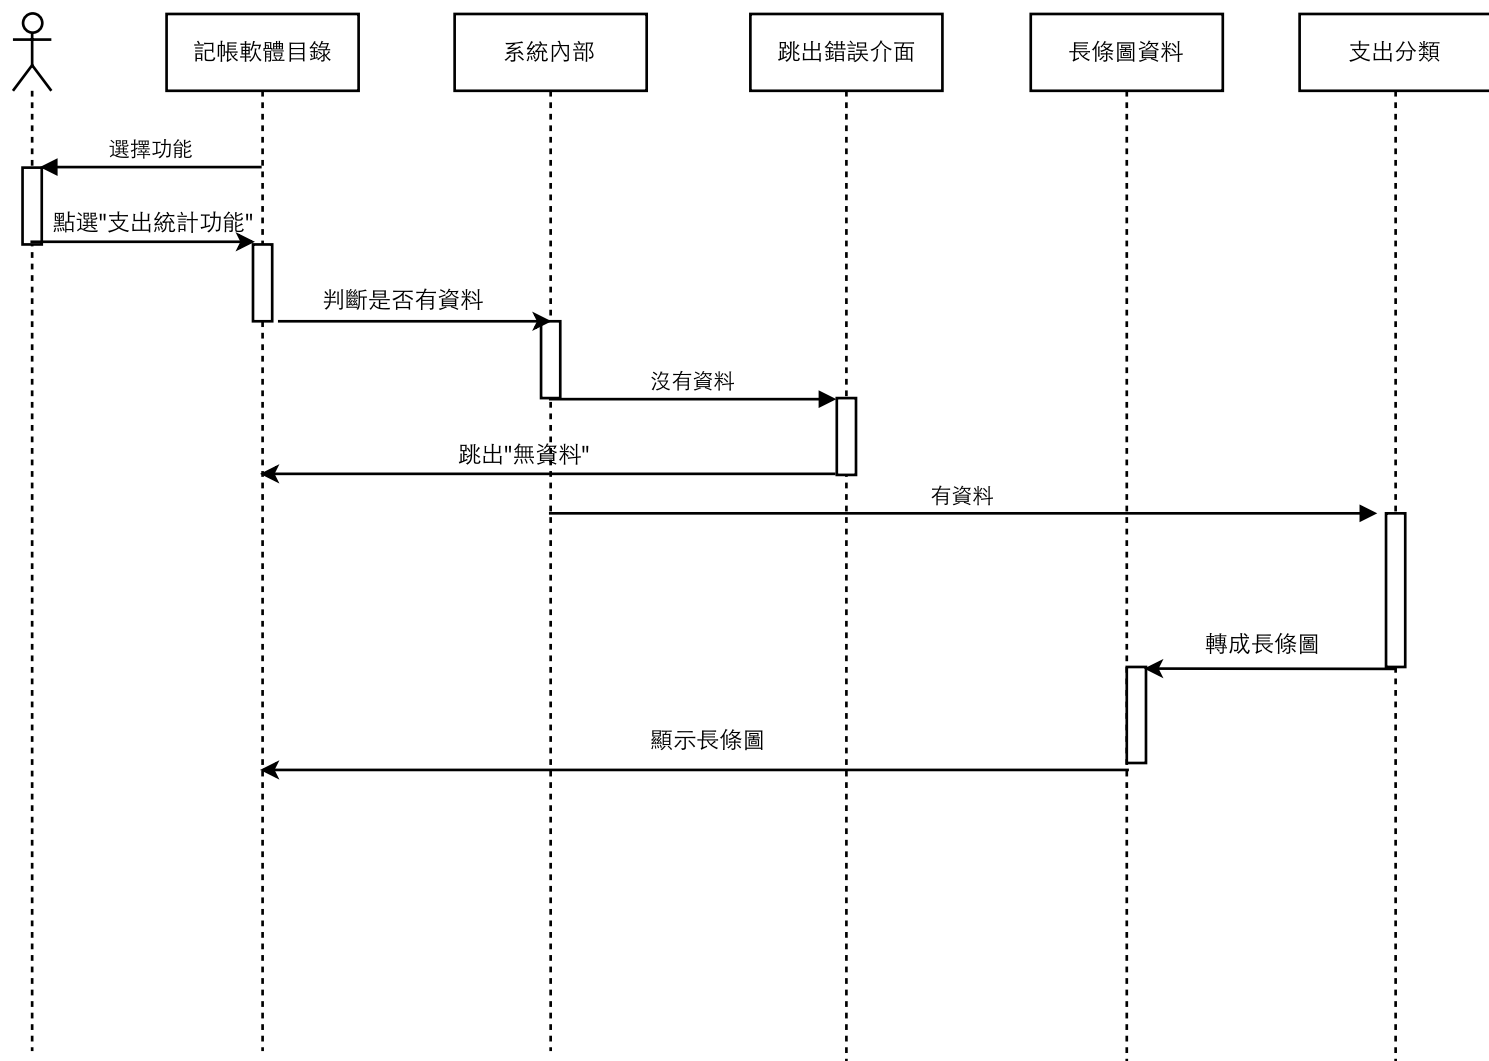 記帳軟體目錄
系統內部
跳出錯誤介面
長條圖資料
支出分類
選擇功能
點選"支出統計功能"
判斷是否有資料
沒有資料
跳出"無資料"
有資料
轉成長條圖
顯示長條圖